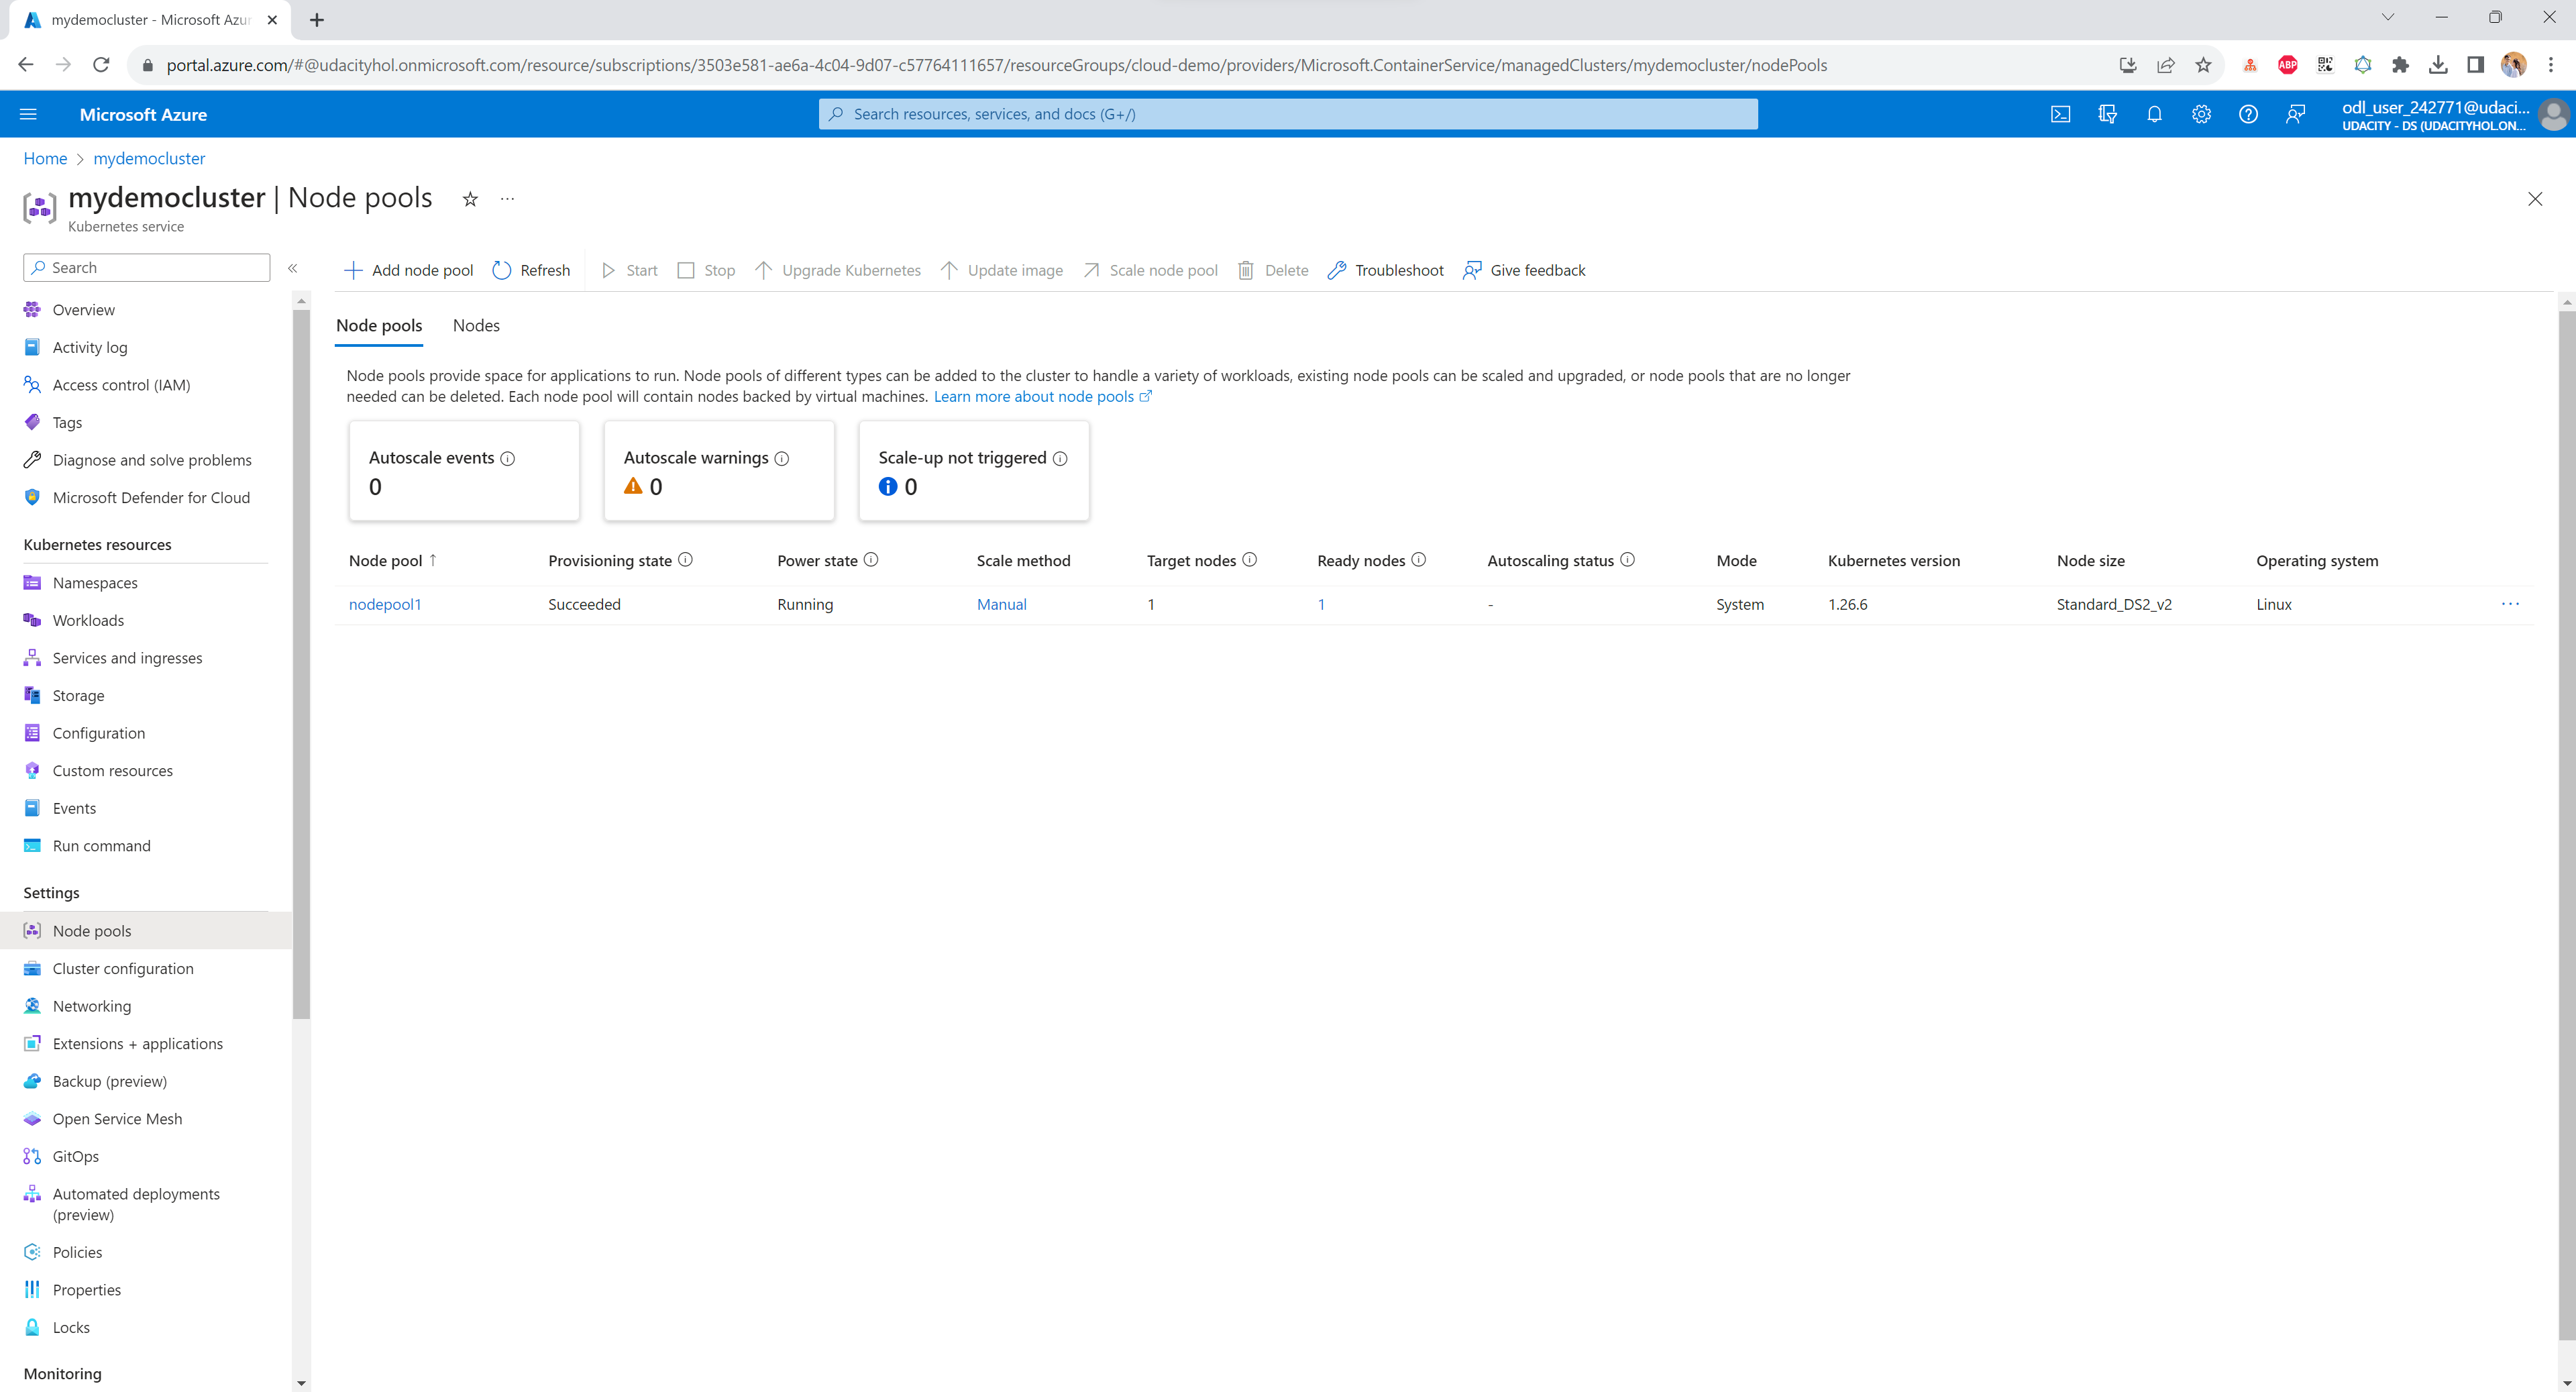 mydemocluster - Microsoft Azur
portal.azure.com/#@udacityhol.onmicrosoft.com/resource/subscriptions/3503e581-ae6a-4c04-9d07-c57764111657/resourceGroups/cloud-demo/providers/Microsoft.ContainerService/managedClusters/mydemocluster/nodePools
ABP
Microsoft Azure
Search resources, services, and docs (G+/)
odl_user_242771@udaci...
UDACITY - DS (UDACITYHOL.ON...
Home > mydemocluster
mydemocluster | Node pools
Kubernetes service
Search
Add node pool Refresh Start Stop Upgrade Kubernetes Update image Scale node pool Delete Troubleshoot Give feedback
Overview
Activity log
Access control (IAM)
Tags
Diagnose and solve problems
Microsoft Defender for Cloud
Kubernetes resources
Namespaces
Workloads
Services and ingresses
Storage
Configuration
Custom resources
Events
Run command
Settings
Node pools
Cluster configuration
Networking
Extensions + applications
Backup (preview)
Open Service Mesh
GitOps
Automated deployments
(preview)
Policies
Properties
Locks
Monitoring
Node pools Nodes
Node pools provide space for applications to run. Node pools of different types can be added to the cluster to handle a variety of workloads, existing node pools can be scaled and upgraded, or node pools that are no longer
needed can be deleted. Each node pool will contain nodes backed by virtual machines. Learn more about node pools
Autoscale events
0
Autoscale warnings
0
Scale-up not triggered
0
Node pool ↑ Provisioning state Power state Scale method Target nodes Ready nodes Autoscaling status Mode Kubernetes version Node size Operating system
nodepool1 Succeeded Running Manual 1 1 - System 1.26.6 Standard_DS2_v2 Linux